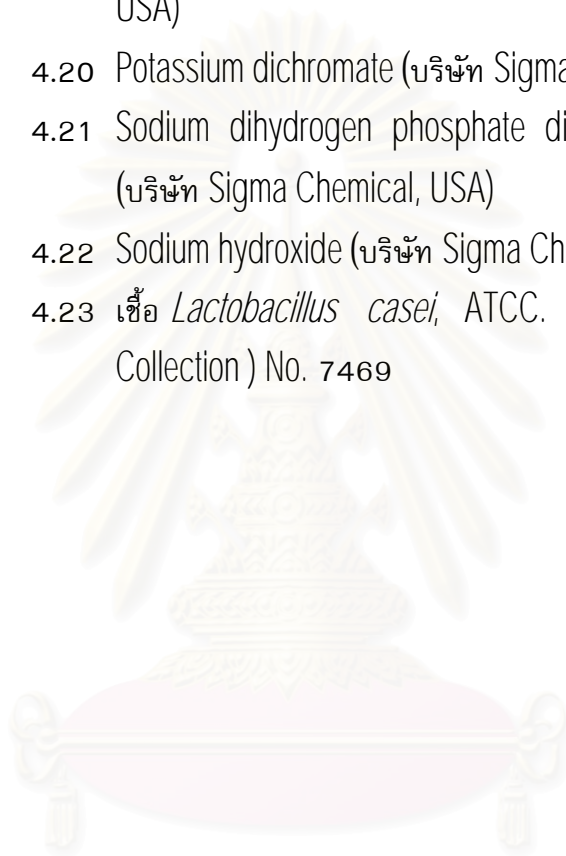 USA)
4.20 Potassium dichromate (บริษัท Sigma
4.21 Sodium dihydrogen phosphate di
(บริษัท Sigma Chemical, USA)
4.22 Sodium hydroxide (บริษัท Sigma Ch
4.23 เชื้อ Lactobacillus casei, ATCC.
Collection ) No. 7469